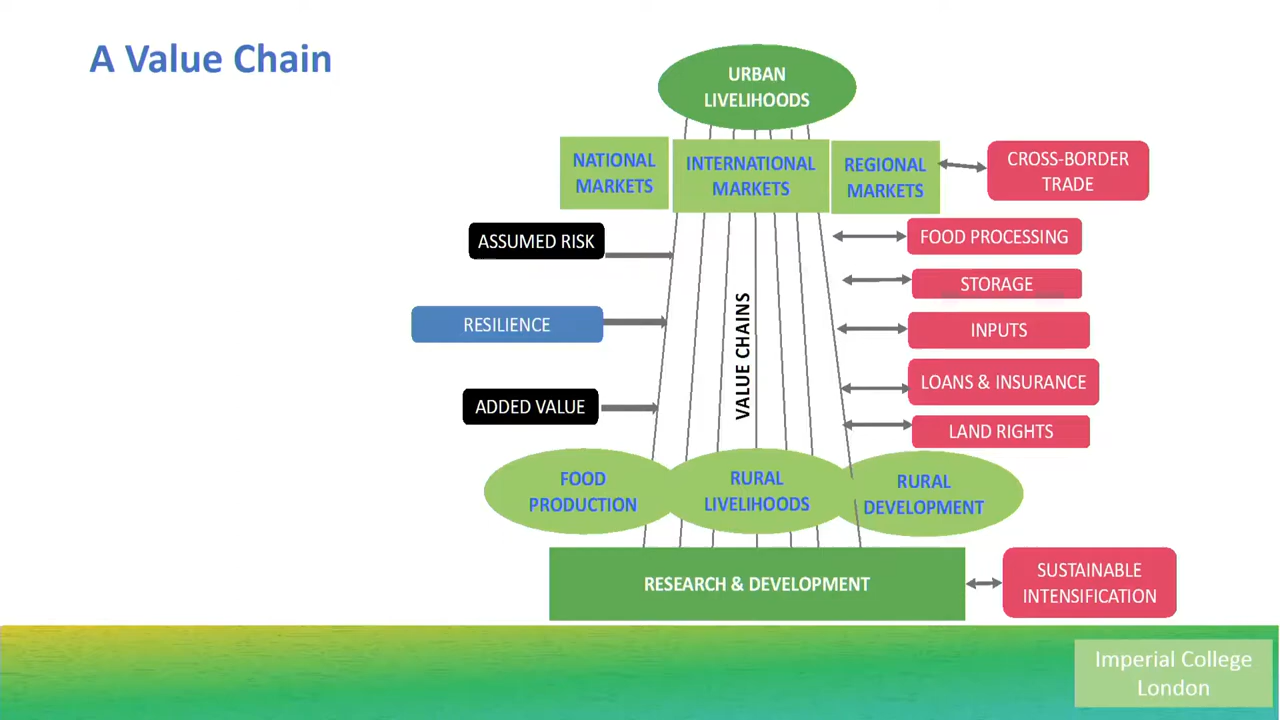 A Value Chain
URBAN
LIVELIHOODS
NATIONAL
MARKETS
INTERNATIONAL
MARKETS
REGIONAL
MARKETS
CROSS-BORDER
TRADE
ASSUMED RISK
FOOD PROCESSING
STORAGE
RESILIENCE
INPUTS
VALUE CHAINS
LOANS & INSURANCE
ADDED VALUE
LAND RIGHTS
FOOD
PRODUCTION
RURAL
LIVELIHOODS
RURAL
DEVELOPMENT
RESEARCH & DEVELOPMENT
SUSTAINABLE
INTENSIFICATION
Imperial College
London